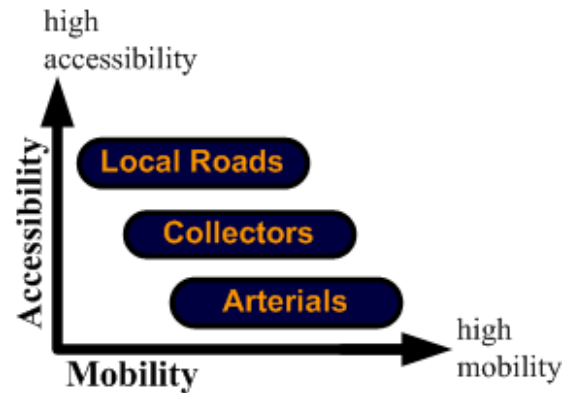 high
accessibility
Accessibility
Local Roads
Collectors
Arterials
high
mobility
Mobility